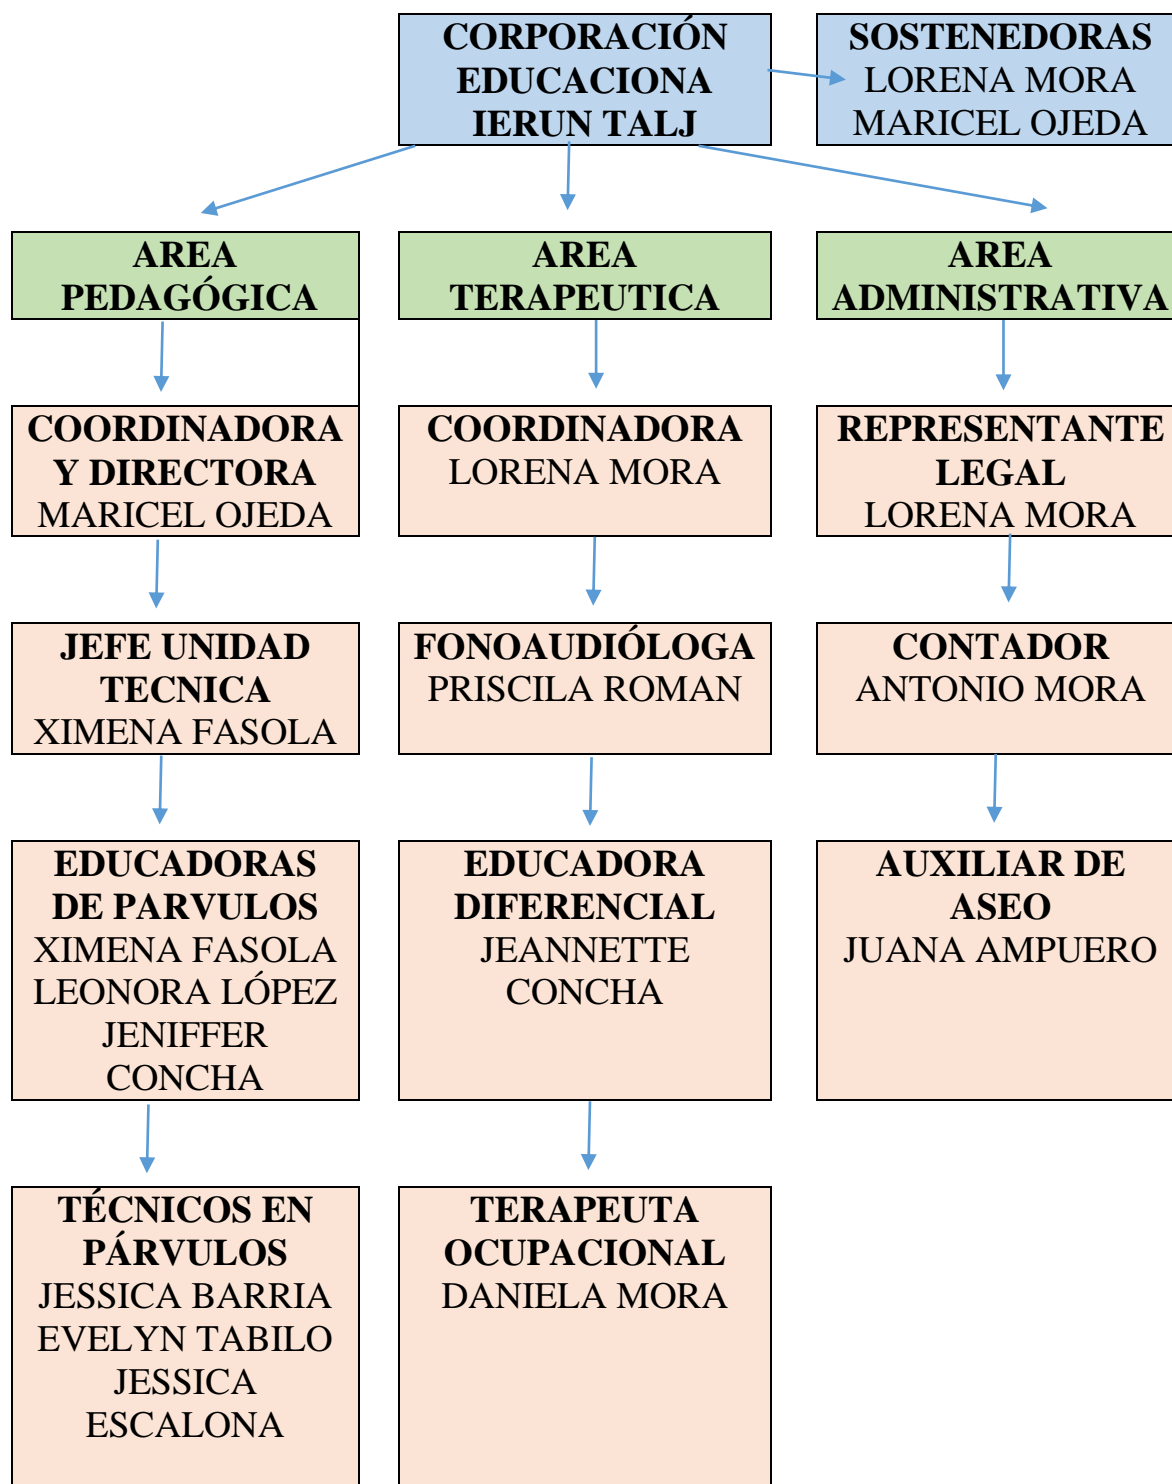 CORPORACIÓN
EDUCACIONA
IERUN TALJ
SOSTENEDORAS
LORENA MORA
MARICEL OJEDA
AREA
PEDAGÓGICA
AREA
TERAPEUTICA
AREA
ADMINISTRATIVA
COORDINADORA
Y DIRECTORA
MARICEL OJEDA
COORDINADORA
LORENA MORA
REPRESENTANTE
LEGAL
LORENA MORA
JEFE UNIDAD
TECNICA
XIMENA FASOLA
FONOAUDIÓLOGA
PRISCILA ROMAN
CONTADOR
ANTONIO MORA
EDUCADORAS
DE PARVULOS
XIMENA FASOLA
LEONORA LÓPEZ
JENIFFER
CONCHA
EDUCADORA
DIFERENCIAL
JEANNETTE
CONCHA
AUXILIAR DE
ASEO
JUANA AMPUERO
TÉCNICOS EN
PÁRVULOS
JESSICA BARRIA
EVELYN TABILO
JESSICA
ESCALONA
TERAPEUTA
OCUPACIONAL
DANIELA MORA